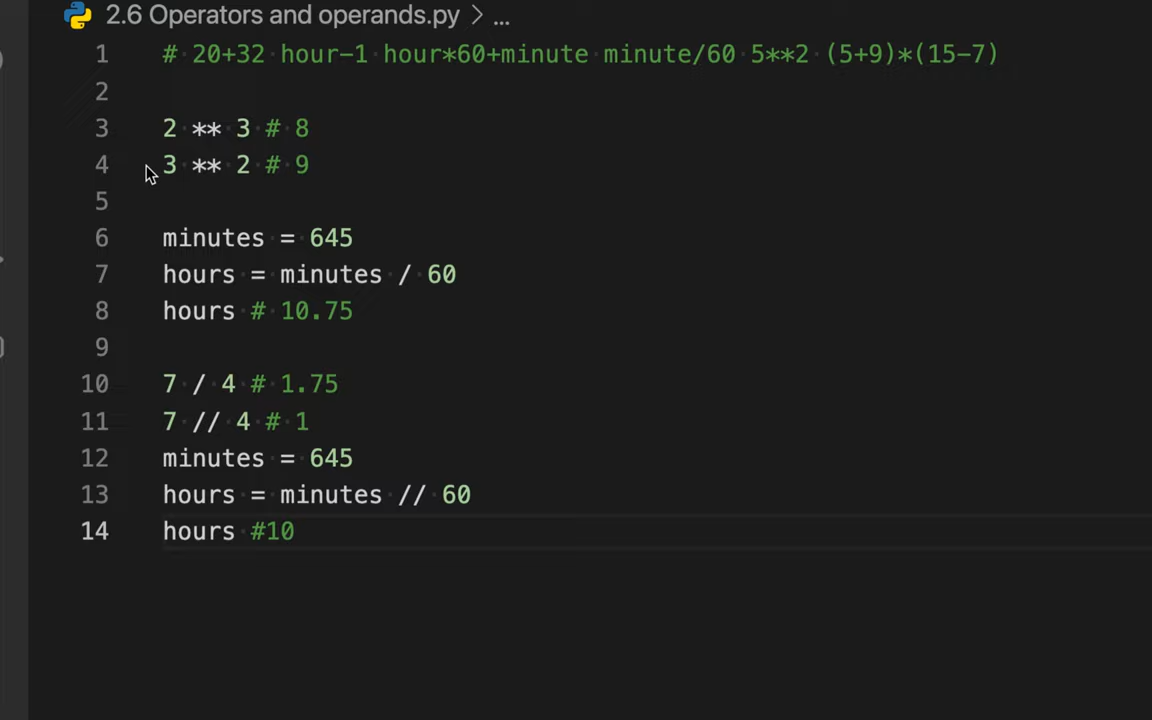 2.6 Operators and operands.py > ...
1 # 20+32 hour-1 hour*60+minute minute/60 5**2 (5+9)*(15-7)
2
3 2 ** 3 # 8
4 3 ** 2 # 9
5
6 minutes = 645
7 hours = minutes / 60
8 hours # 10.75
9
10 7 / 4 # 1.75
11 7 // 4 # 1
12 minutes = 645
13 hours = minutes // 60
14 hours #10